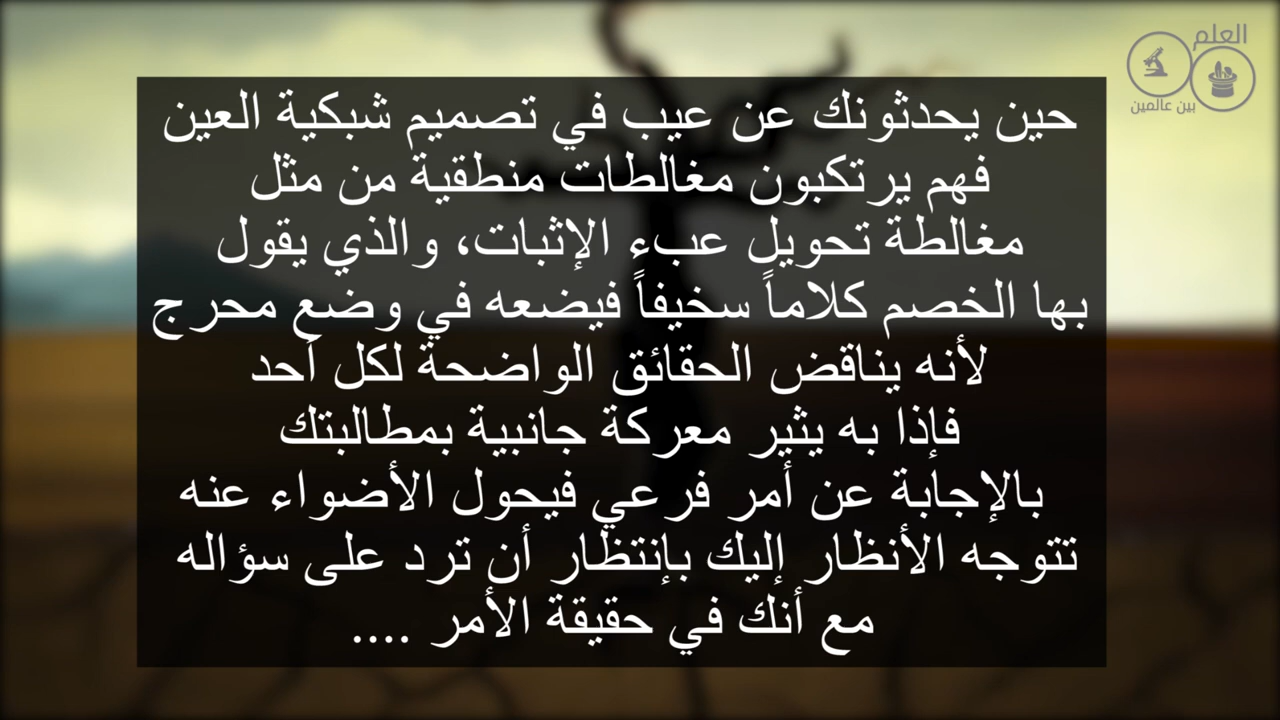 العلم
بين عالمين
حين يحدثونك عن عيب في تصميم شبكية العين
فهم يرتكبون مغالطات منطقية من مثل
مغالطة تحويل عبء الإثبات، والذي يقول
بها الخصم كلاماً سخيفاً فيضعه في وضع محرج
لأنه يناقض الحقائق الواضحة لكل أحد
فإذا به يثير معركة جانبية بمطالبتك
بالإجابة عن أمر فرعي فيحول الأضواء عنه
تتوجه الأنظار إليك بإنتظار أن ترد على سؤاله
مع أنك في حقيقة الأمر ....